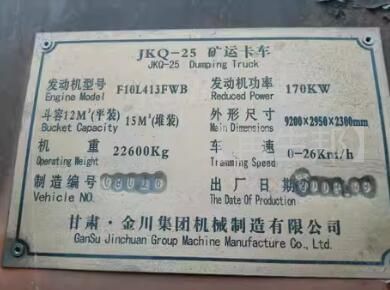 JKQ-25 矿运卡车
JKQ-25 Dumping Truck
发动机型号 F10L413FWB 发动机功率 170KW
Engine Model Reduced Power
斗容12M³(平装) 15M³(堆装) 外形尺寸 9200×2950×2300mm
Bucket Capacity Main Dimensions
机重 22600Kg 车速 0-26Km/h
Operating Weight Tramming Speed
制造编号 出厂日期
Vehicle NO. The Date Of Production
甘肃·金川集团机械制造有限公司
GanSu Jinchuan Group Machine Manufacture Co., Ltd.